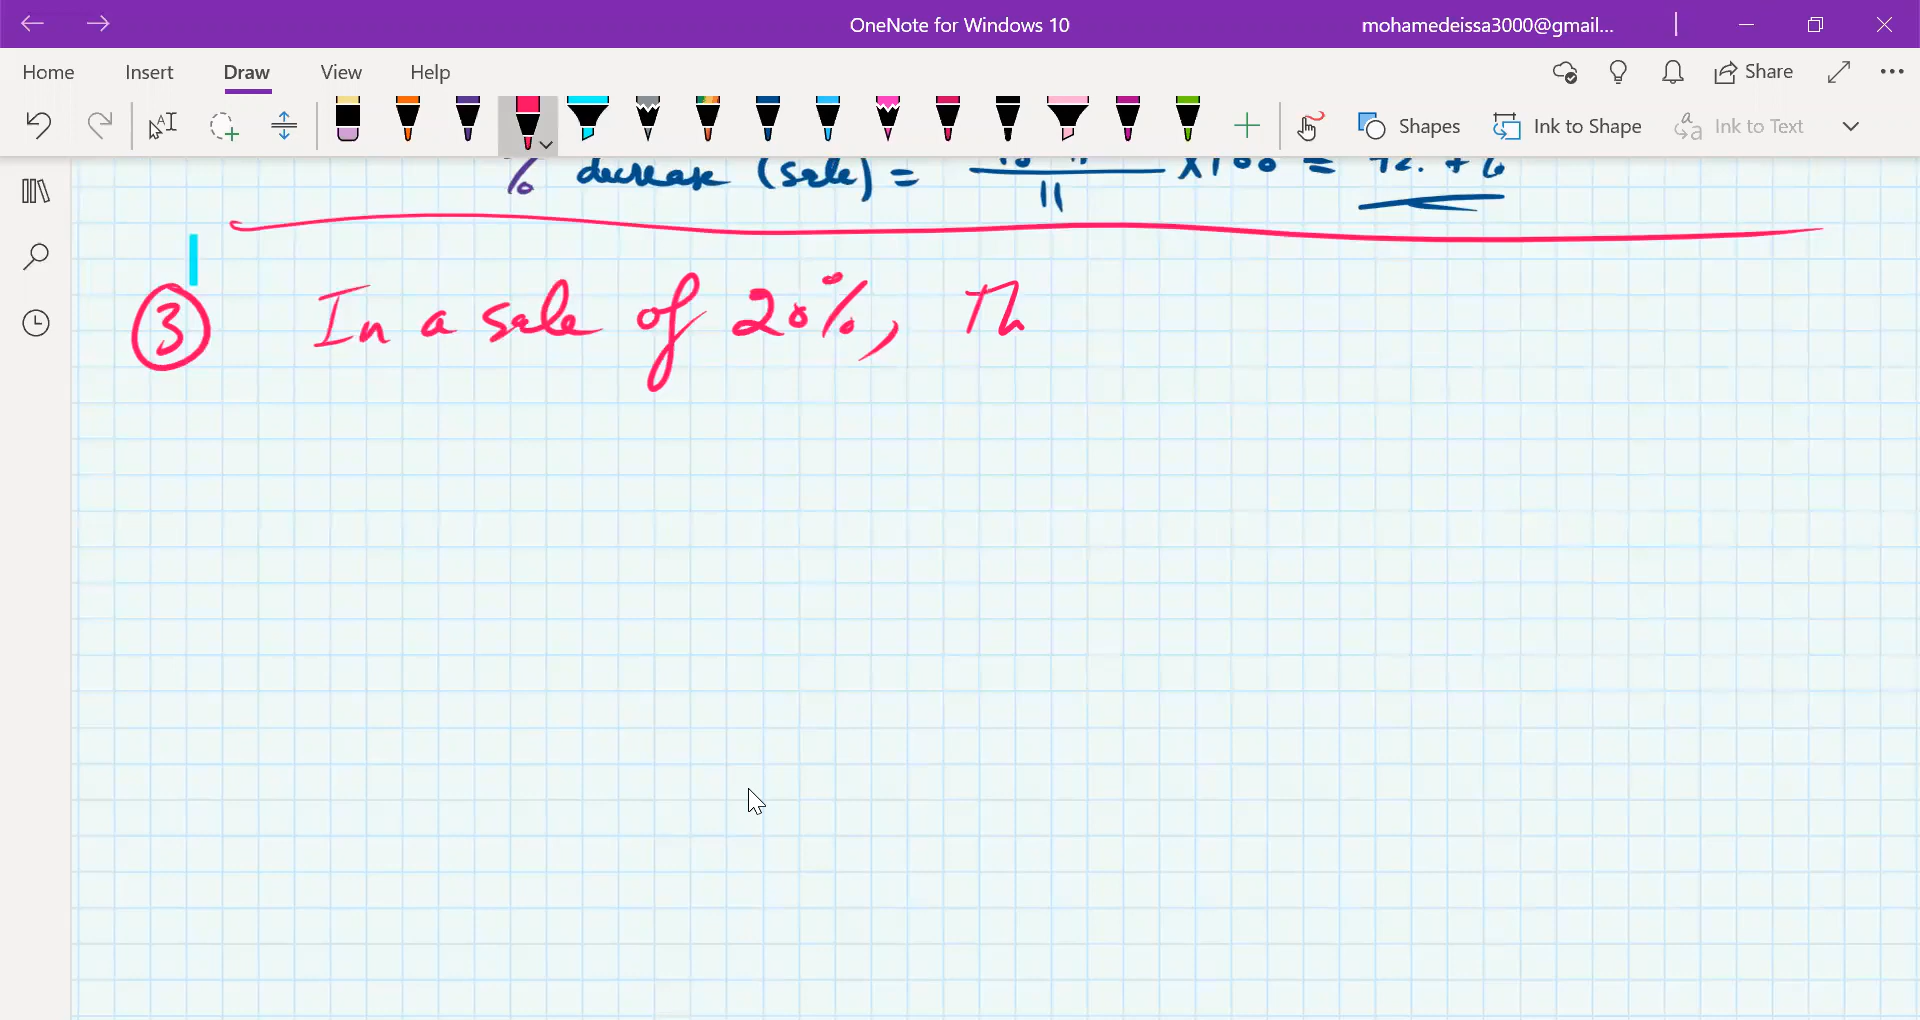 OneNote for Windows 10
mohamedeissa3000@gmail...
Home Insert Draw View Help
Share
Shapes
Ink to Shape
Ink to Text
% decrease (sale) = 11 x100 =
3 In a sale of 20%, Th